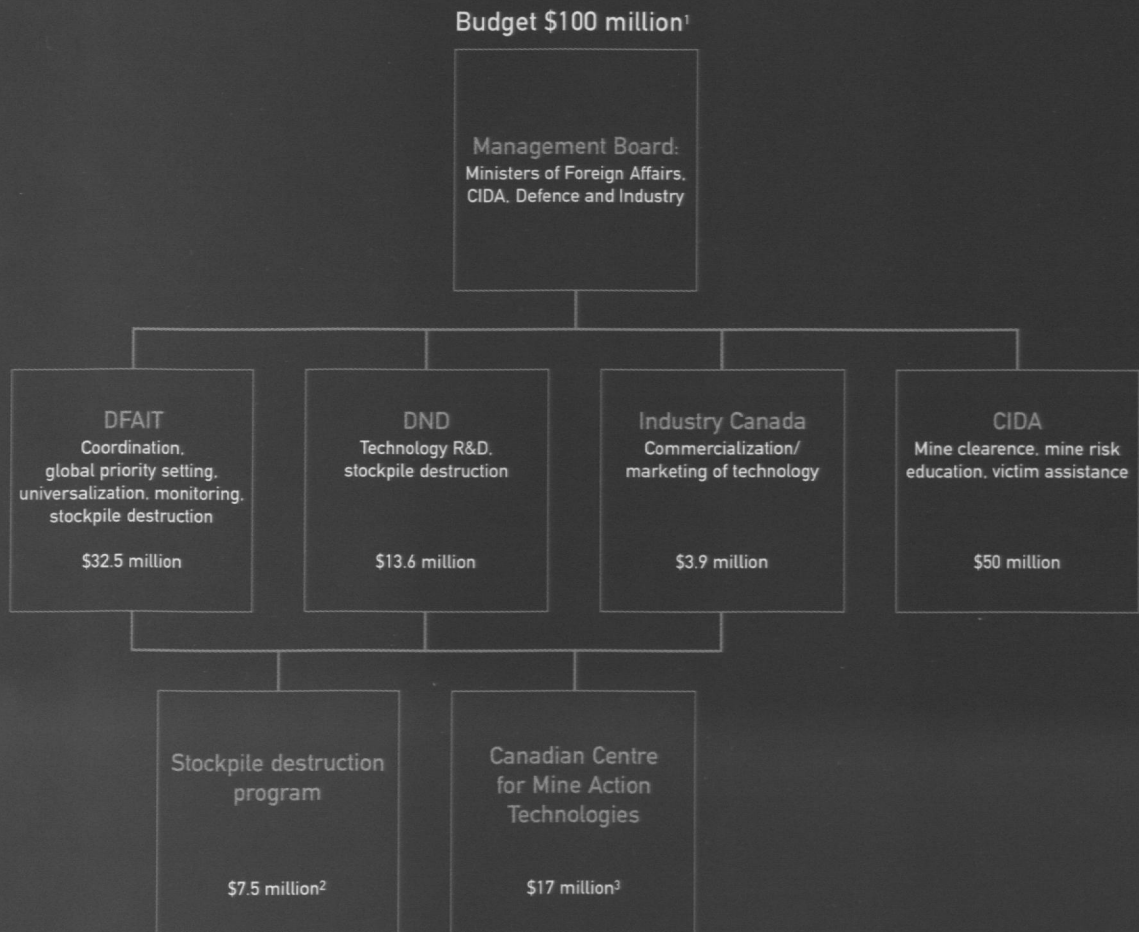 Budget $100 million¹
Management Board:
Ministers of Foreign Affairs,
CIDA, Defence and Industry
DFAIT
Coordination,
global priority setting,
universalization, monitoring,
stockpile destruction
$32.5 million
DND
Technology R&D,
stockpile destruction
$13.6 million
Industry Canada
Commercialization/
marketing of technology
$3.9 million
CIDA
Mine clearance, mine risk
education, victim assistance
$50 million
Stockpile destruction
program
$7.5 million²
Canadian Centre
for Mine Action
Technologies
$17 million³